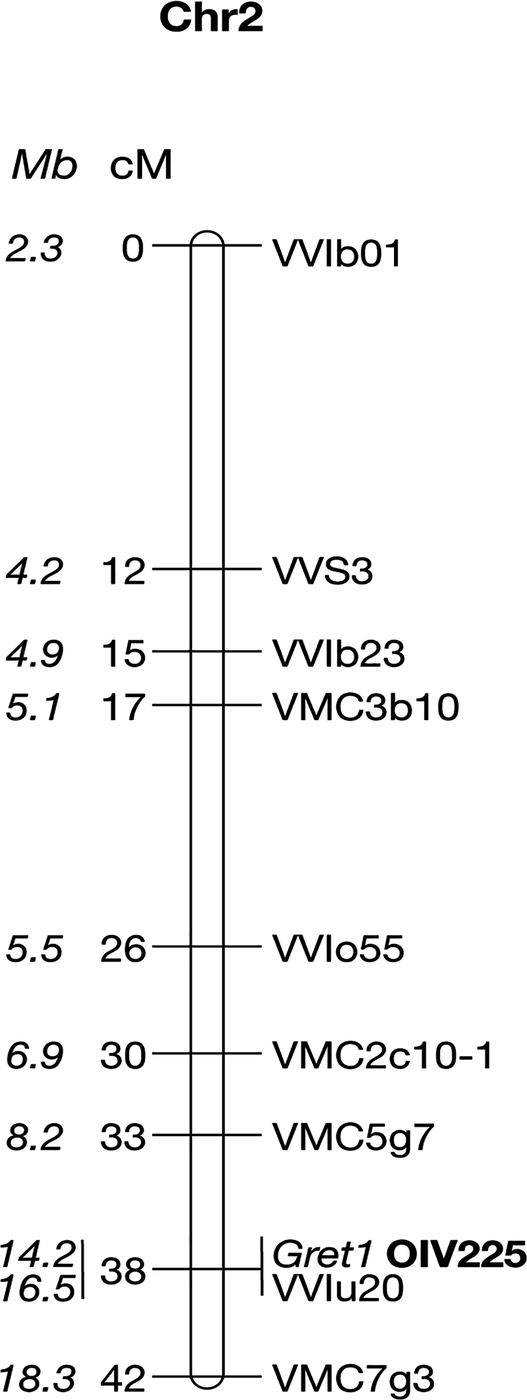 Chr2
Mb cM
2.3 0 VVIb01
4.2 12 VVS3
4.9 15 VVIb23
5.1 17 VMC3b10
5.5 26 VVIo55
6.9 30 VMC2c10-1
8.2 33 VMC5g7
14.2 Gret1 OIV225
38
16.5 VVIu20
18.3 42 VMC7g3